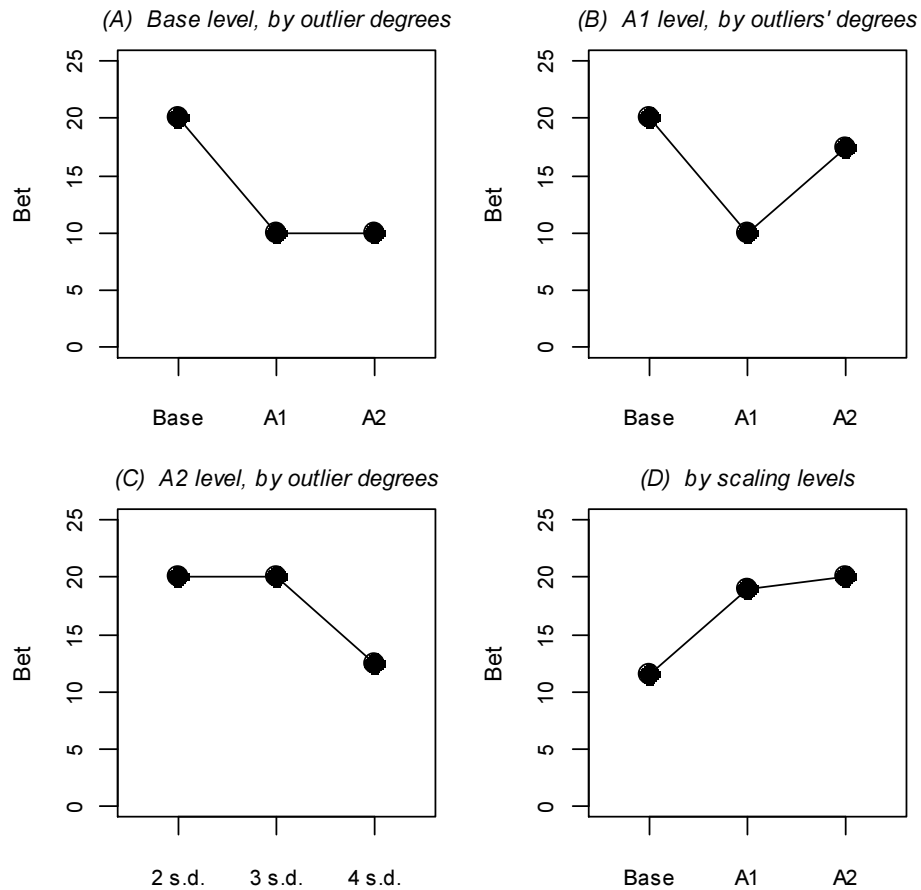 (A) Base level, by outlier degrees
25
20
15
10
5
0
Bet
Base A1 A2
(B) A1 level, by outliers' degrees
25
20
15
10
5
0
Bet
Base A1 A2
(C) A2 level, by outlier degrees
25
20
15
10
5
0
Bet
2 s.d. 3 s.d. 4 s.d.
(D) by scaling levels
25
20
15
10
5
0
Bet
Base A1 A2